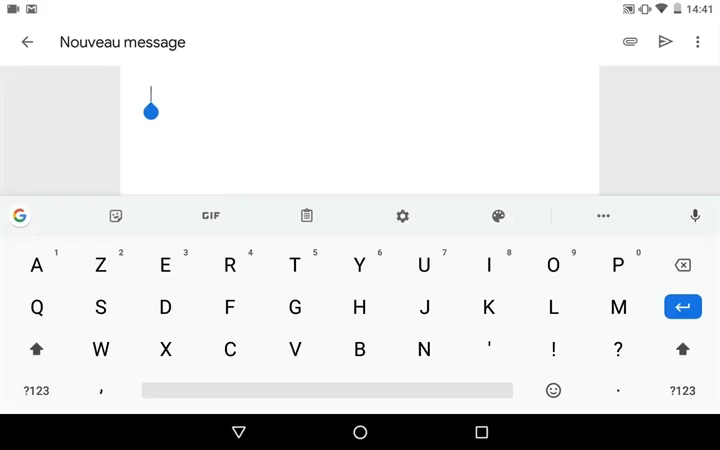 14:41
Nouveau message
GIF
A 1 Z 2 E 3 R 4 T 5 Y 6 U 7 I 8 O 9 P 0
Q S D F G H J K L M
W X C V B N ' ! ?
?123 , . ?123